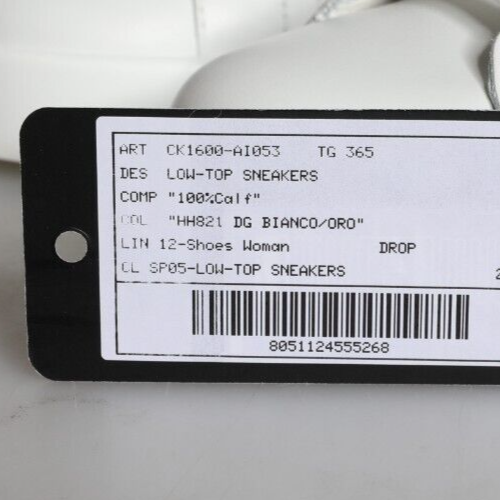 ART CK1600-AI053 TG 365
DES LOW-TOP SNEAKERS
COMP "100%Calf"
COL "HH821 DG BIANCO/ORO"
LIN 12-Shoes Woman DROP
CL SP05-LOW-TOP SNEAKERS 2
8051124555268